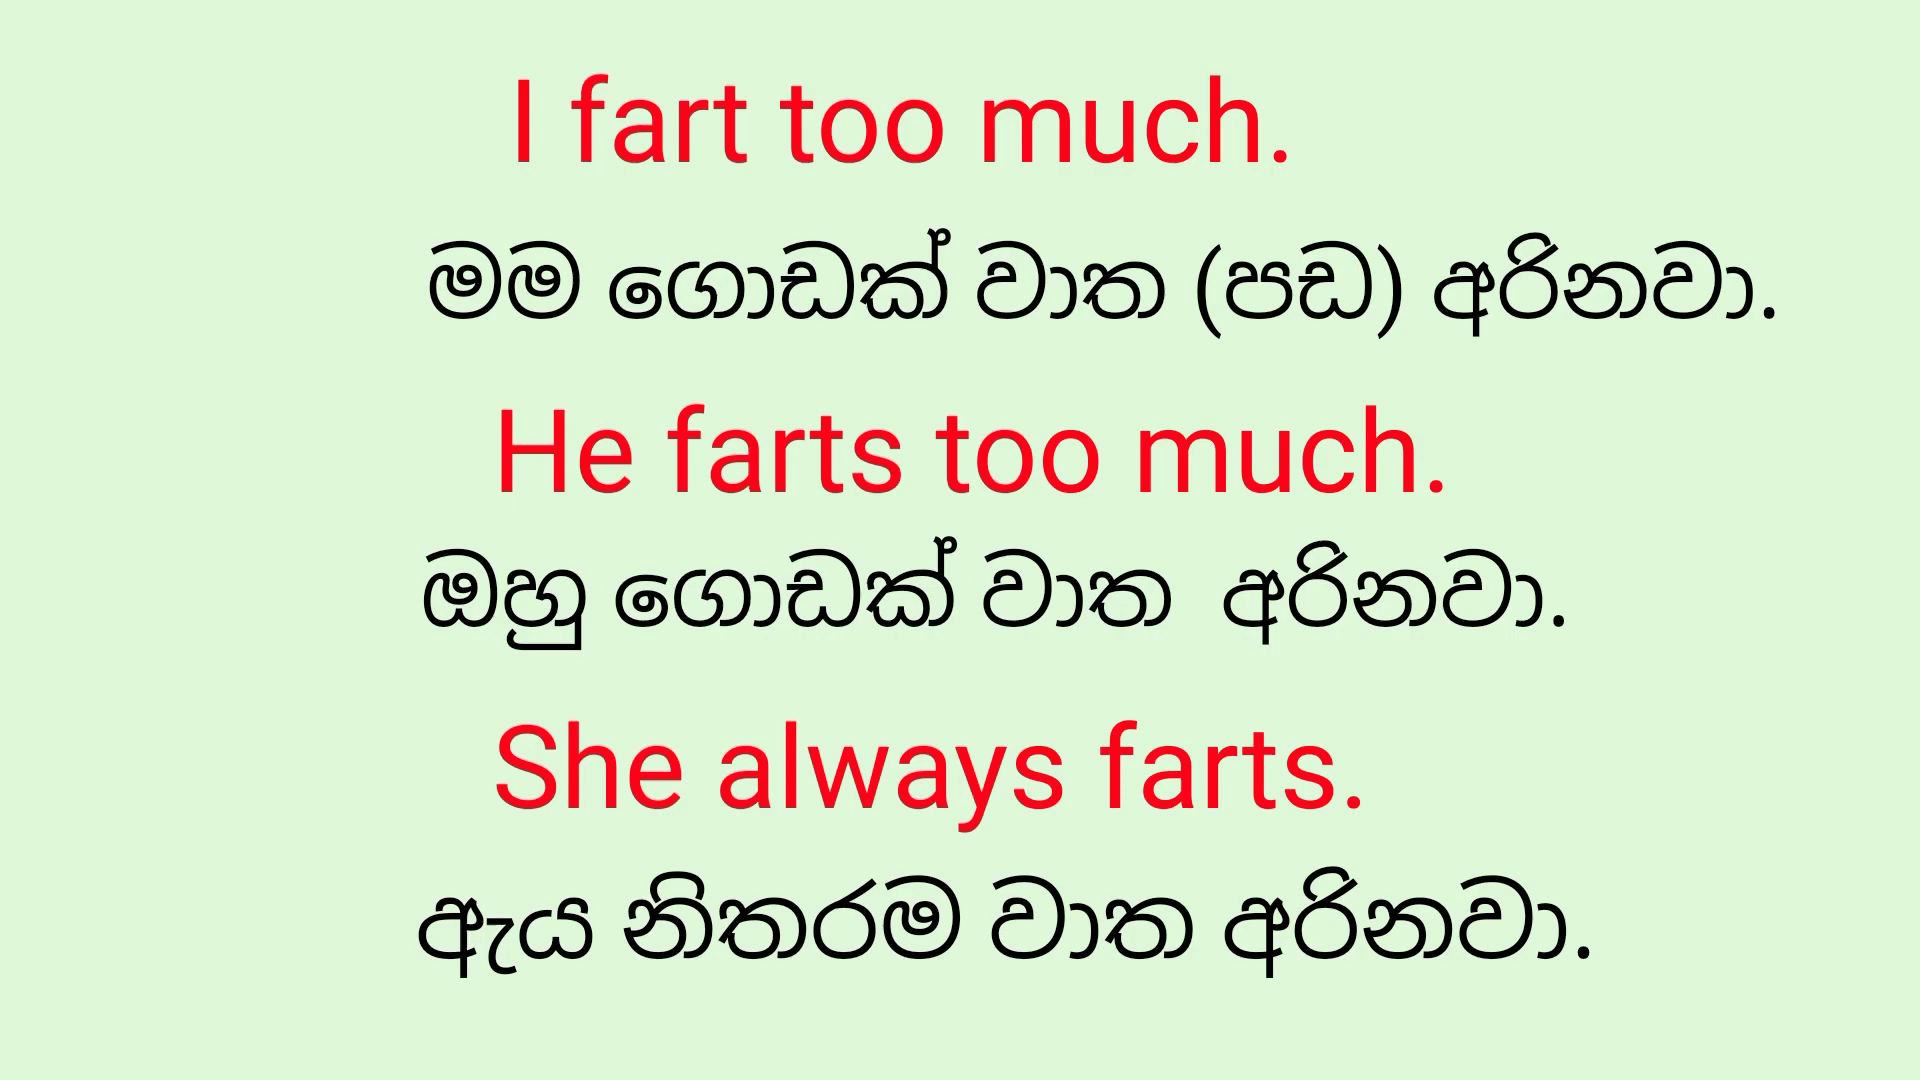 I fart too much.
මම ගොඩක් වාත (පඩ) අරිනවා.
He farts too much.
ඔහු ගොඩක් වාත  අරිනවා.
She always farts.
ඇය නිතරම වාත අරිනවා.